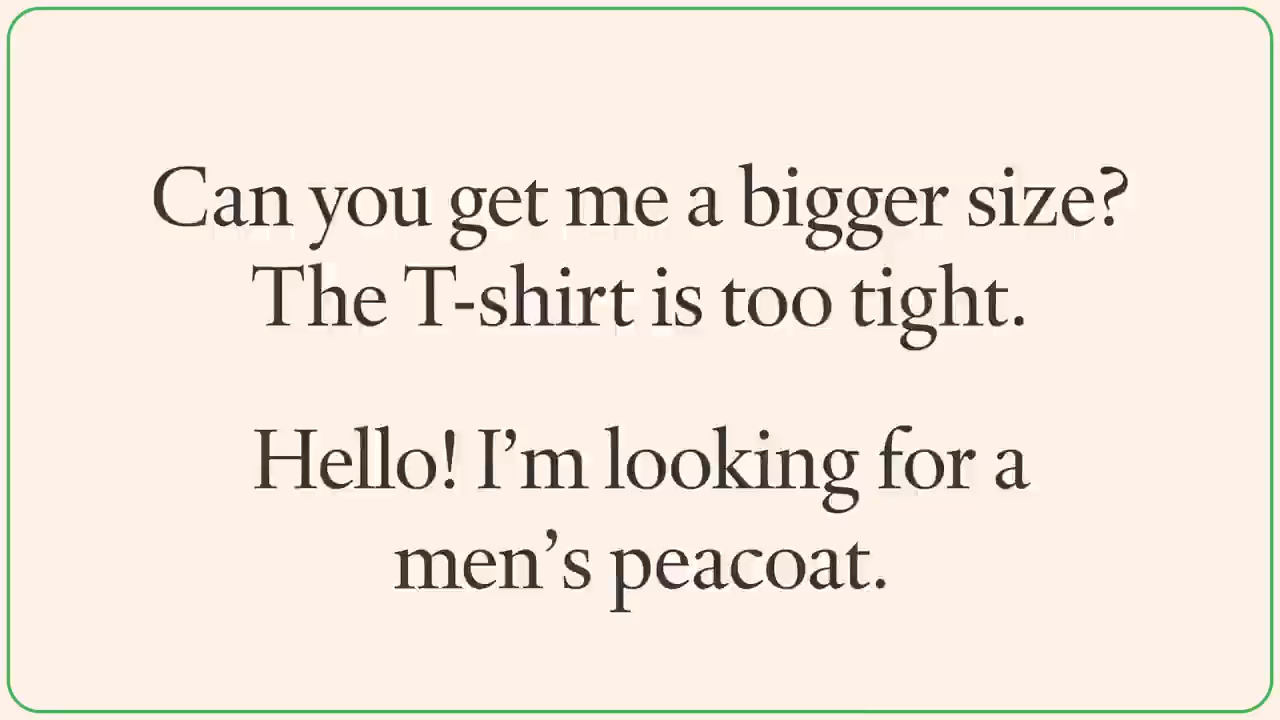 Can you get me a bigger size?
The T-shirt is too tight.
Hello! I’m looking for a
men’s peacoat.